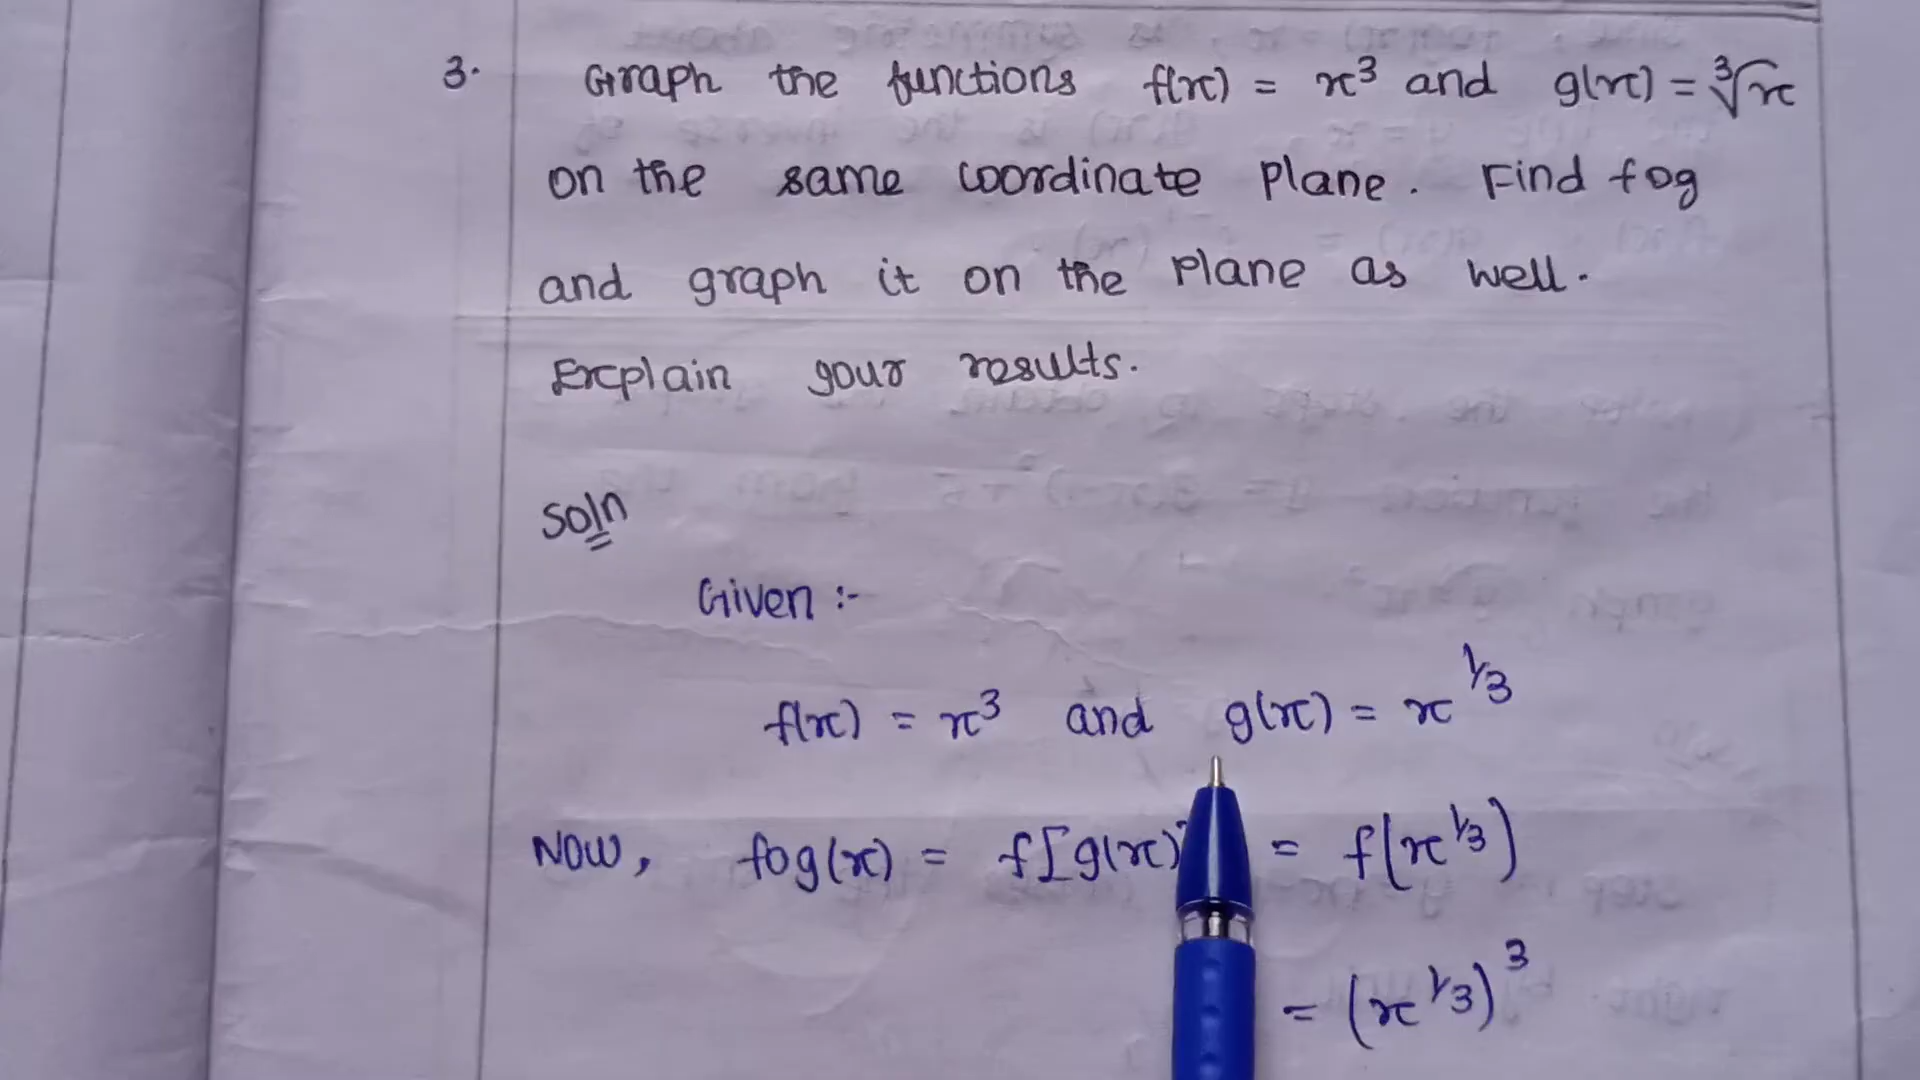 3. Graph the functions f(x) = x³ and g(x) = ∛x
on the same coordinate plane. Find fog
and graph it on the plane as well.
Explain your results.
Soln
Given :-
f(x) = x³ and g(x) = x^1/3
Now, fog(x) = f[g(x)] = f(x^1/3)
= (x^1/3)³